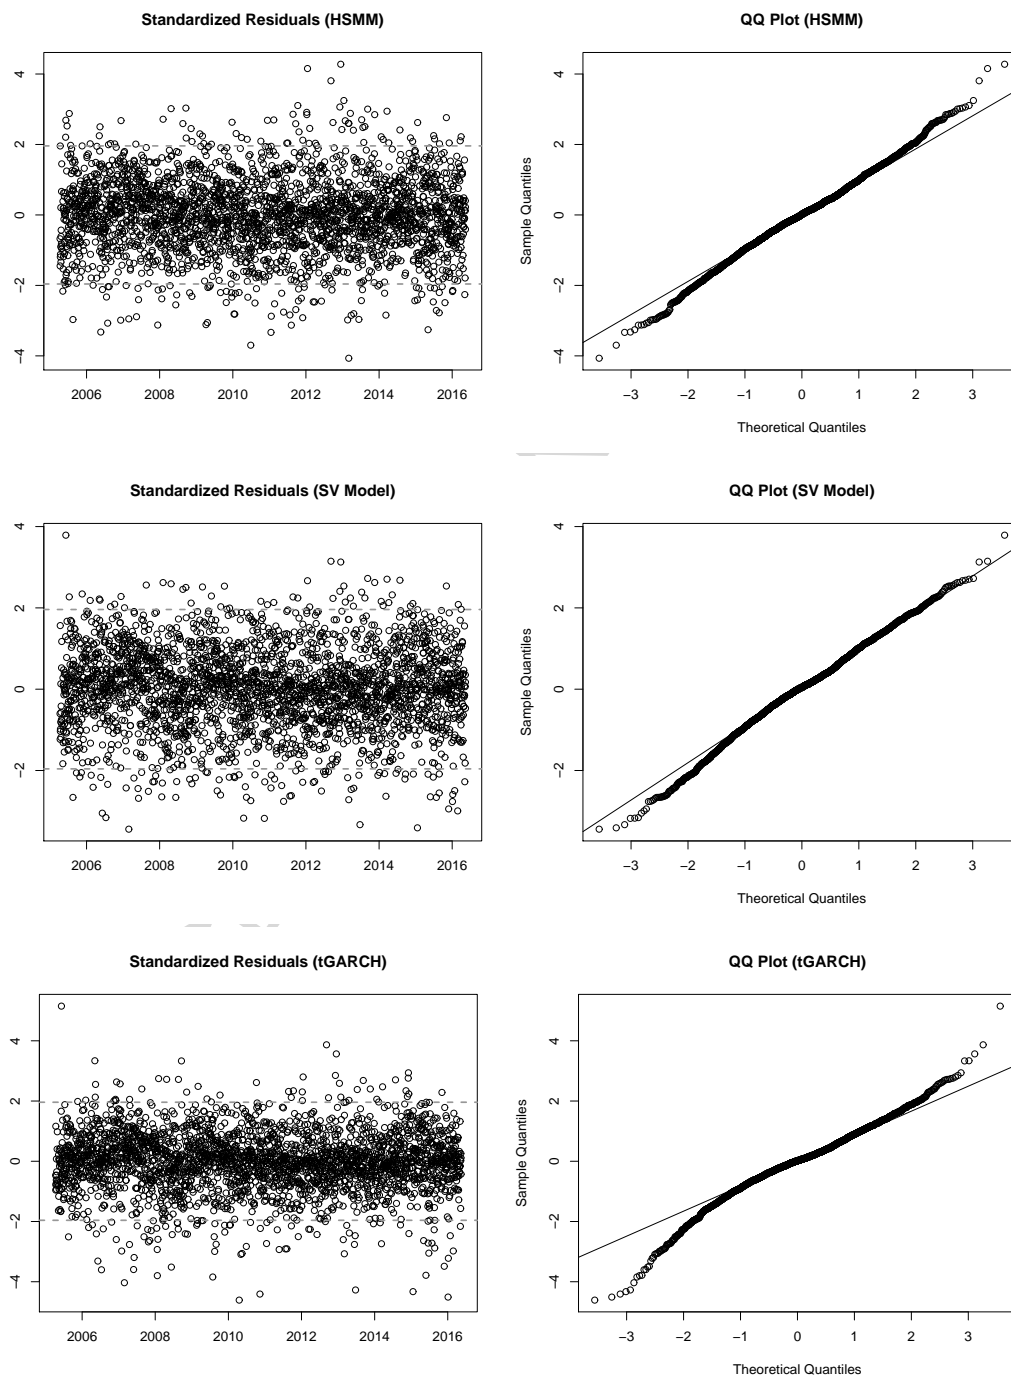 Standardized Residuals (HSMM)
4
2
0
−2
−4
2006 2008 2010 2012 2014 2016
QQ Plot (HSMM)
Sample Quantiles
4
2
0
−2
−4
−3 −2 −1 0 1 2 3
Theoretical Quantiles
Standardized Residuals (SV Model)
4
2
0
−2
2006 2008 2010 2012 2014 2016
QQ Plot (SV Model)
Sample Quantiles
4
2
0
−2
−3 −2 −1 0 1 2 3
Theoretical Quantiles
Standardized Residuals (tGARCH)
4
2
0
−2
−4
2006 2008 2010 2012 2014 2016
QQ Plot (tGARCH)
Sample Quantiles
4
2
0
−2
−4
−3 −2 −1 0 1 2 3
Theoretical Quantiles